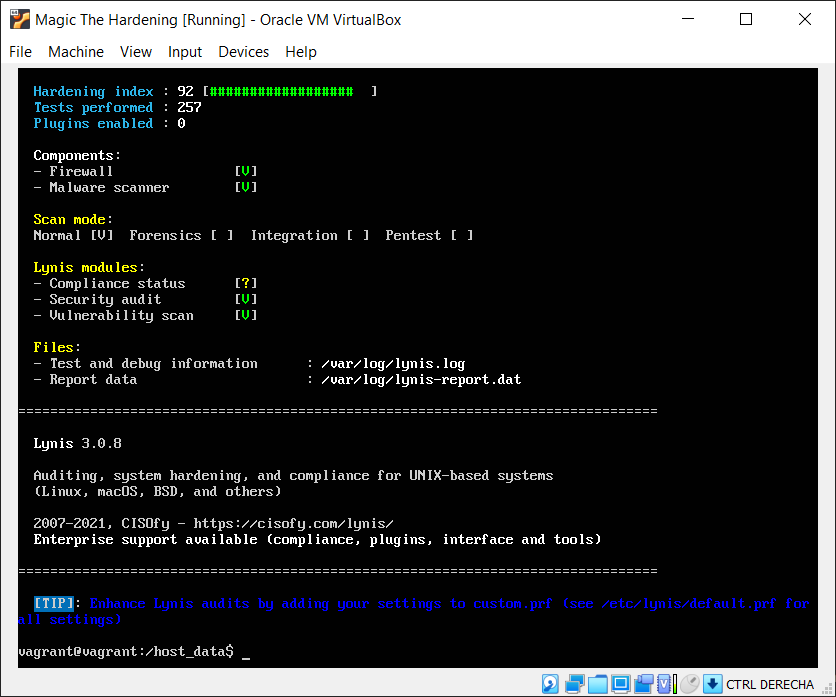 Magic The Hardening [Running] - Oracle VM VirtualBox
File Machine View Input Devices Help
Hardening index : 92 [################## ]
Tests performed : 257
Plugins enabled : 0
Components:
- Firewall [V]
- Malware scanner [V]
Scan mode:
Normal [V] Forensics [ ] Integration [ ] Pentest [ ]
Lynis modules:
- Compliance status [?]
- Security audit [V]
- Vulnerability scan [V]
Files:
- Test and debug information : /var/log/lynis.log
- Report data : /var/log/lynis-report.dat
================================================================================
Lynis 3.0.8
Auditing, system hardening, and compliance for UNIX-based systems
(Linux, macOS, BSD, and others)
2007-2021, CISOfy - https://cisofy.com/lynis/
Enterprise support available (compliance, plugins, interface and tools)
================================================================================
[TIP]: Enhance Lynis audits by adding your settings to custom.prf (see /etc/lynis/default.prf for
all settings)
vagrant@vagrant:/host_data$ _
CTRL DERECHA